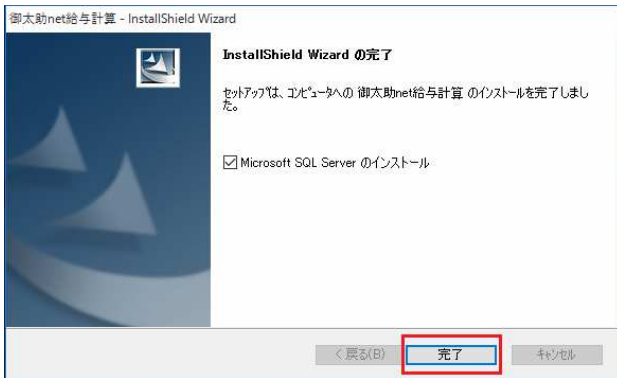 御太助net給与計算 - InstallShield Wizard
InstallShield Wizard の完了
セットアップは、コンピュータへの 御太助net給与計算 のインストールを完了しまし
た。
Microsoft SQL Server のインストール
< 戻る(B)
完了
キャンセル